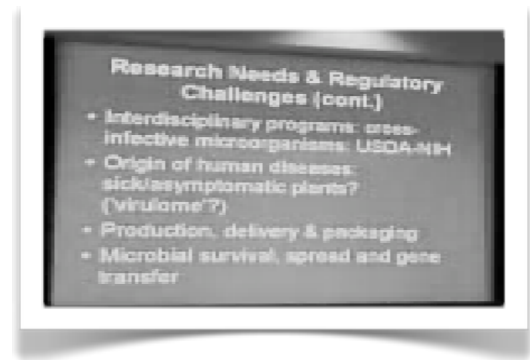 Research Needs & Regulatory
Challenges (cont.)
• Interdisciplinary programs: cross-
infective microorganisms: USDA-NIH
• Origin of human diseases:
sick/asymptomatic plants?
('virulome'?)
• Production, delivery & packaging
• Microbial survival, spread and gene
transfer